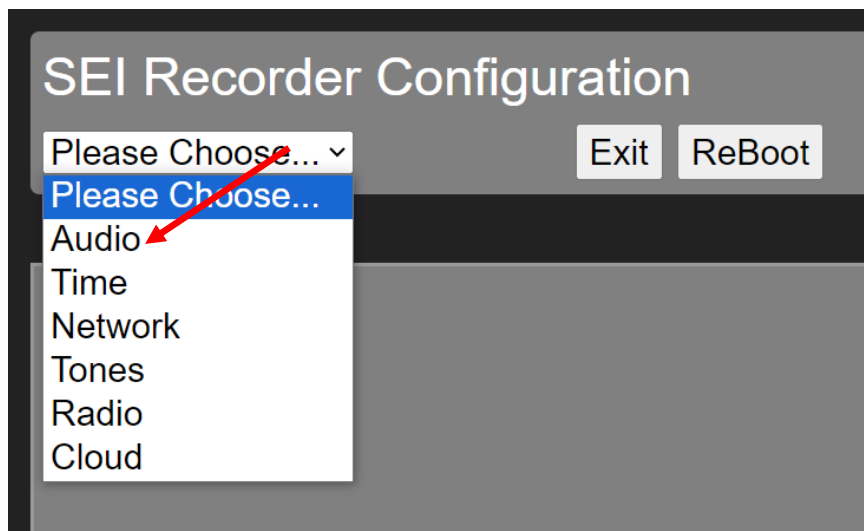 SEI Recorder Configuration
Please Choose... Exit ReBoot
Please Choose...
Audio
Time
Network
Tones
Radio
Cloud